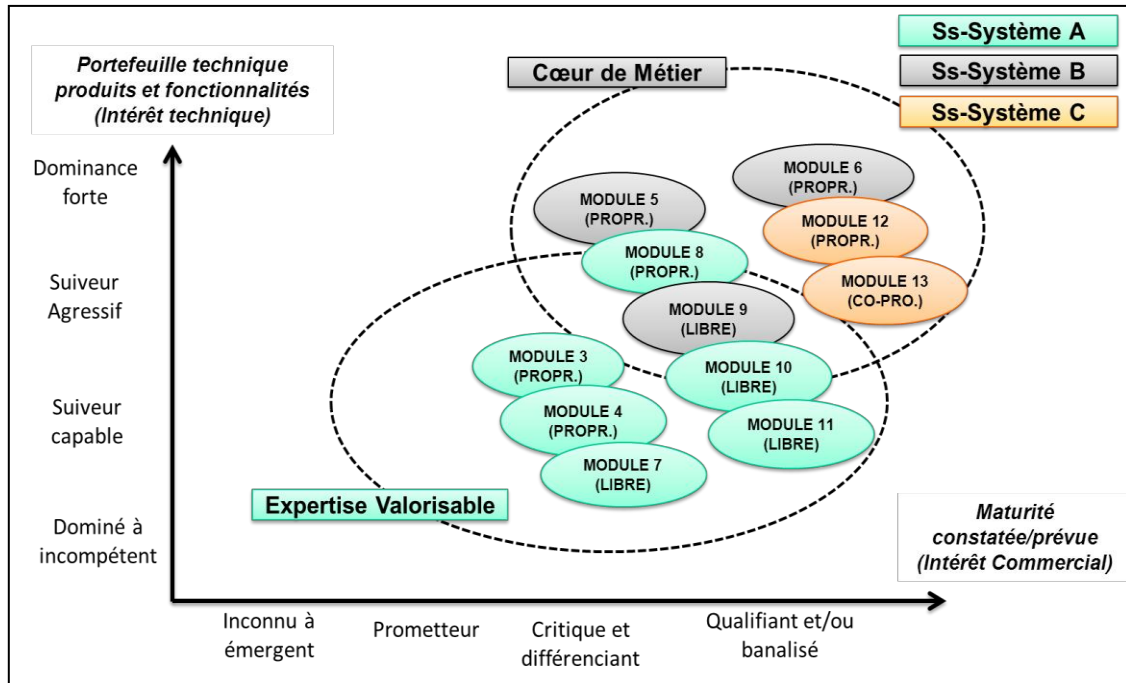 Portefeuille technique
produits et fonctionnalités
(Intérêt technique)
Cœur de Métier
Ss-Système A
Ss-Système B
Ss-Système C
Dominance
forte
Suiveur
Agressif
Suiveur
capable
Dominé à
incompétent
MODULE 6
(PROPR.)
MODULE 5
(PROPR.)
MODULE 12
(PROPR.)
MODULE 8
(PROPR.)
MODULE 13
(CO-PRO.)
MODULE 9
(LIBRE)
MODULE 3
(PROPR.)
MODULE 10
(LIBRE)
MODULE 4
(PROPR.)
MODULE 11
(LIBRE)
MODULE 7
(LIBRE)
Expertise Valorisable
Maturité
constatée/prévue
(Intérêt Commercial)
Inconnu à
émergent
Prometteur
Critique et
différenciant
Qualifiant et/ou
banalisé